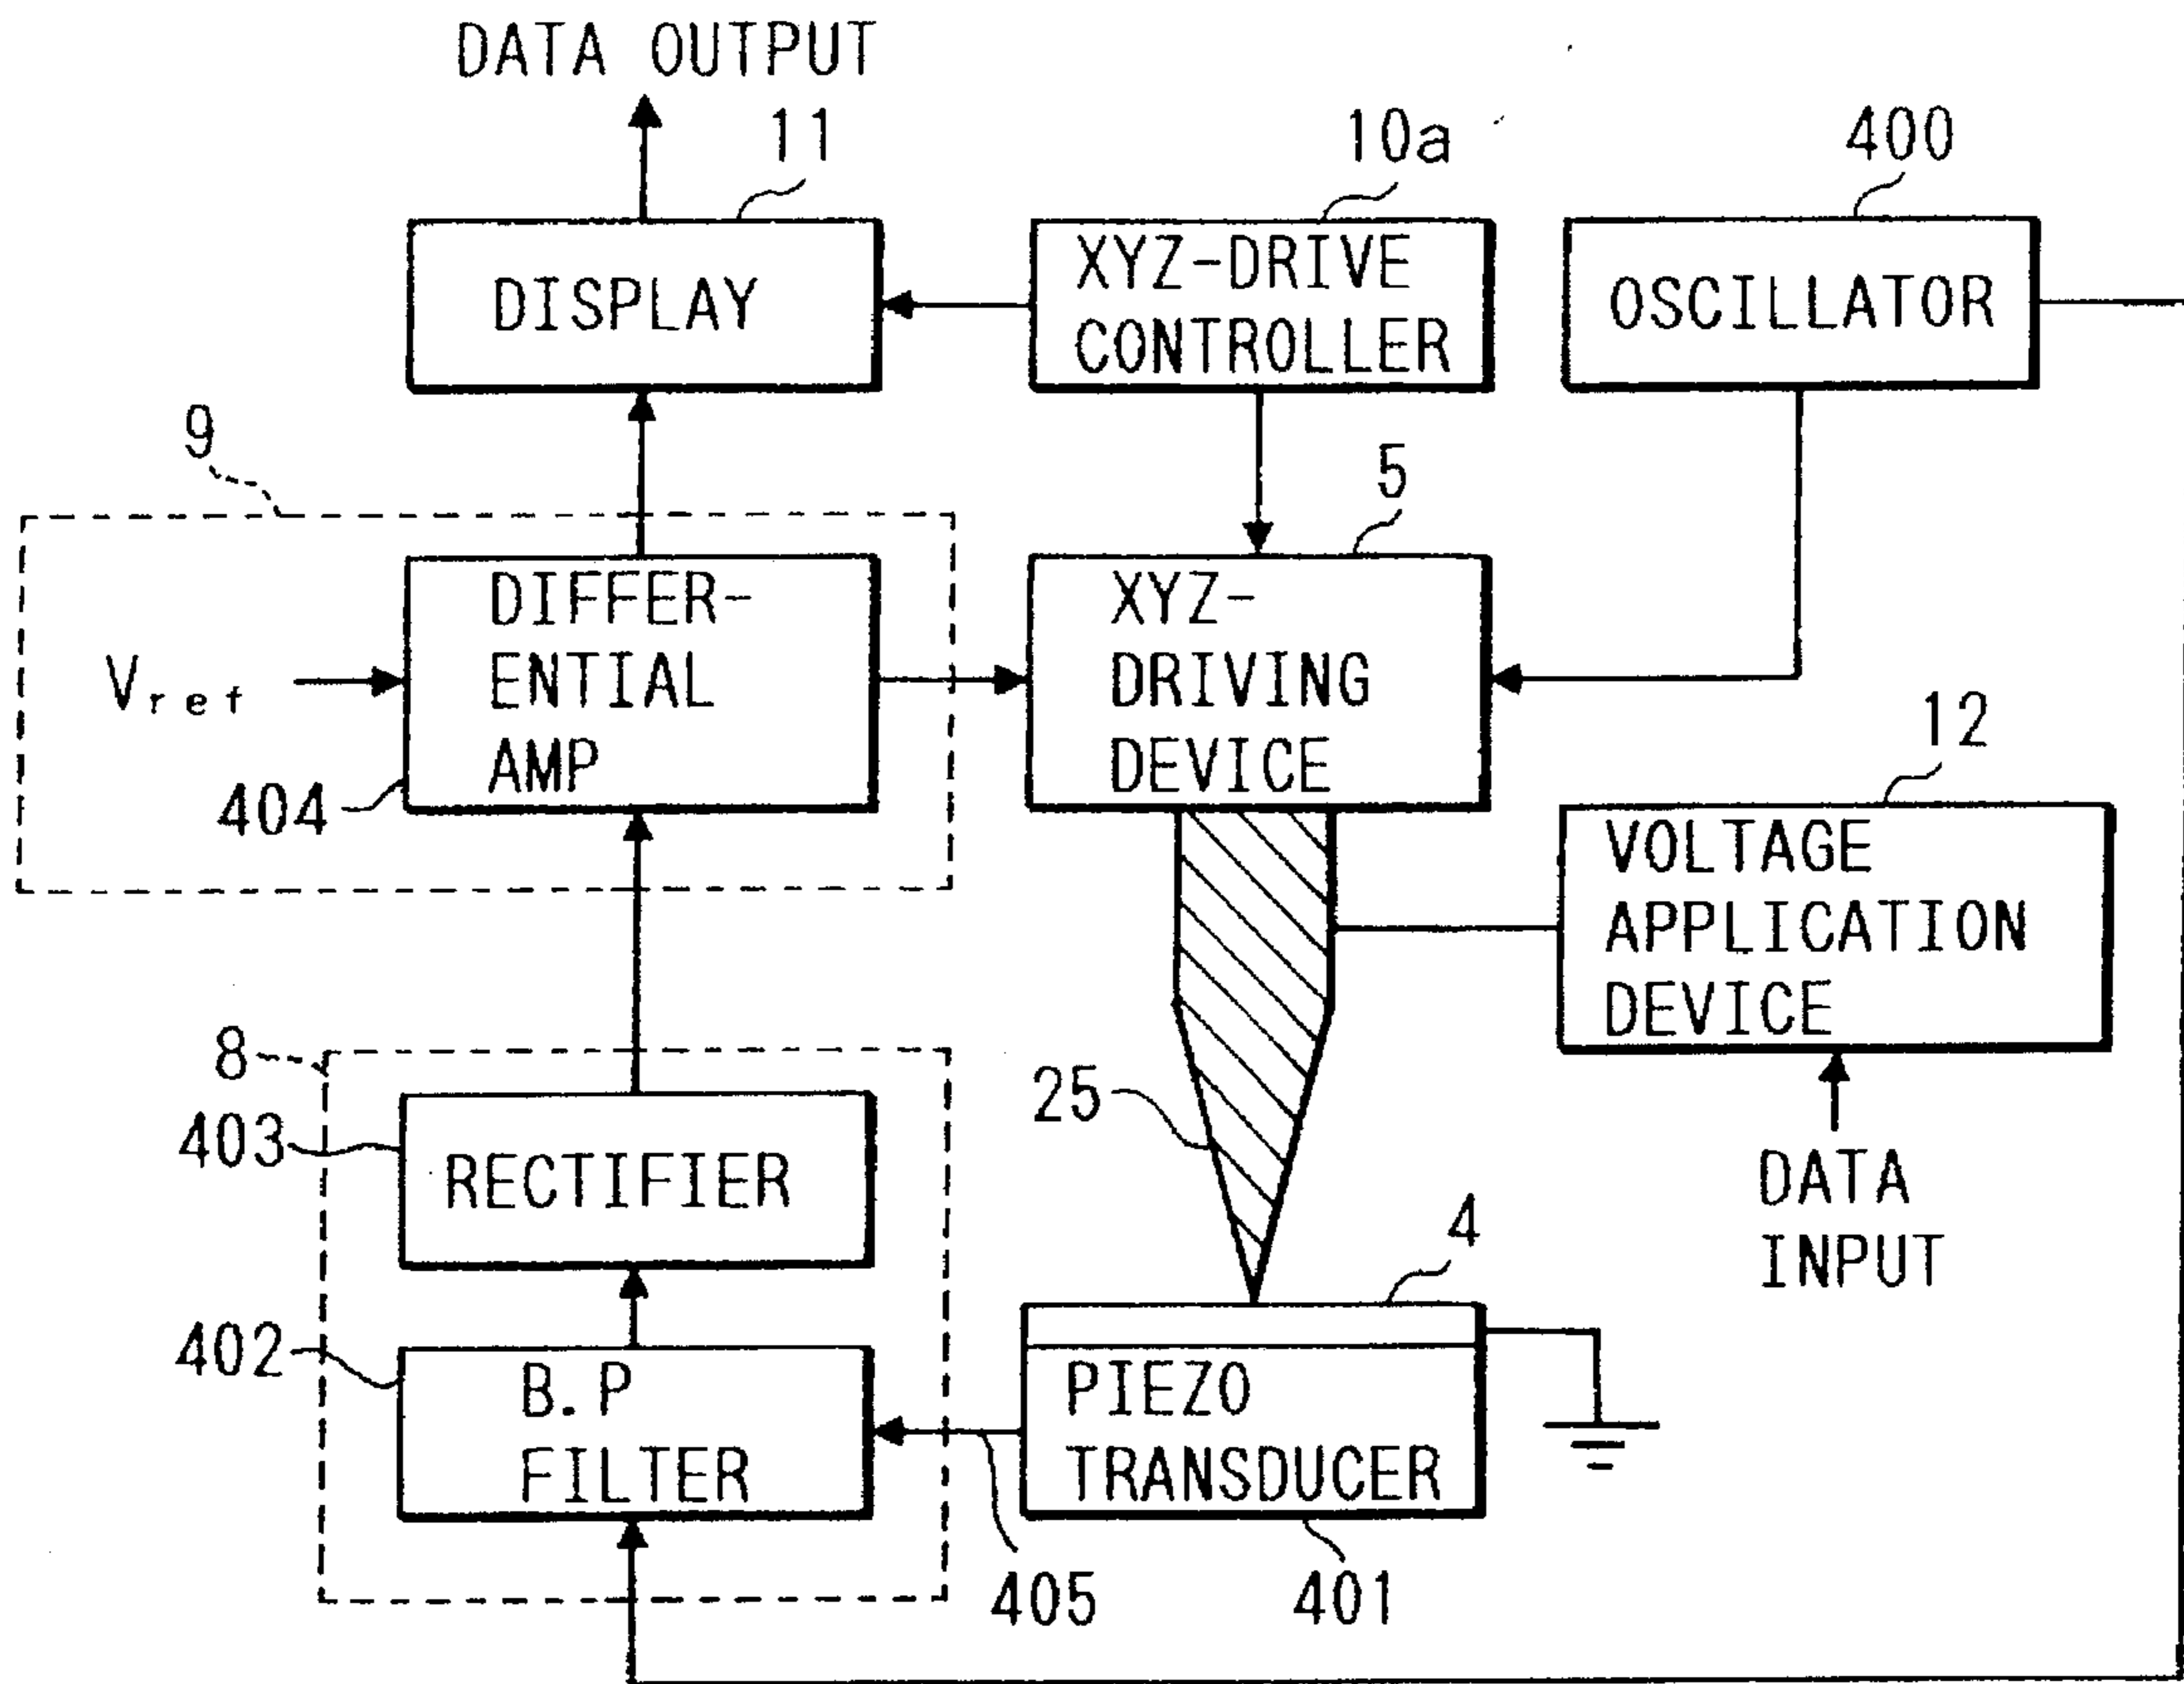 DATA OUTPUT
11
10a
400
DISPLAY
XYZ-DRIVE
CONTROLLER
OSCILLATOR
9
5
Vref
DIFFER-
ENTIAL
AMP
404
XYZ-
DRIVING
DEVICE
12
VOLTAGE
APPLICATION
DEVICE
DATA
INPUT
8
403
RECTIFIER
25
4
402
B.P
FILTER
PIEZO
TRANSDUCER
405
401